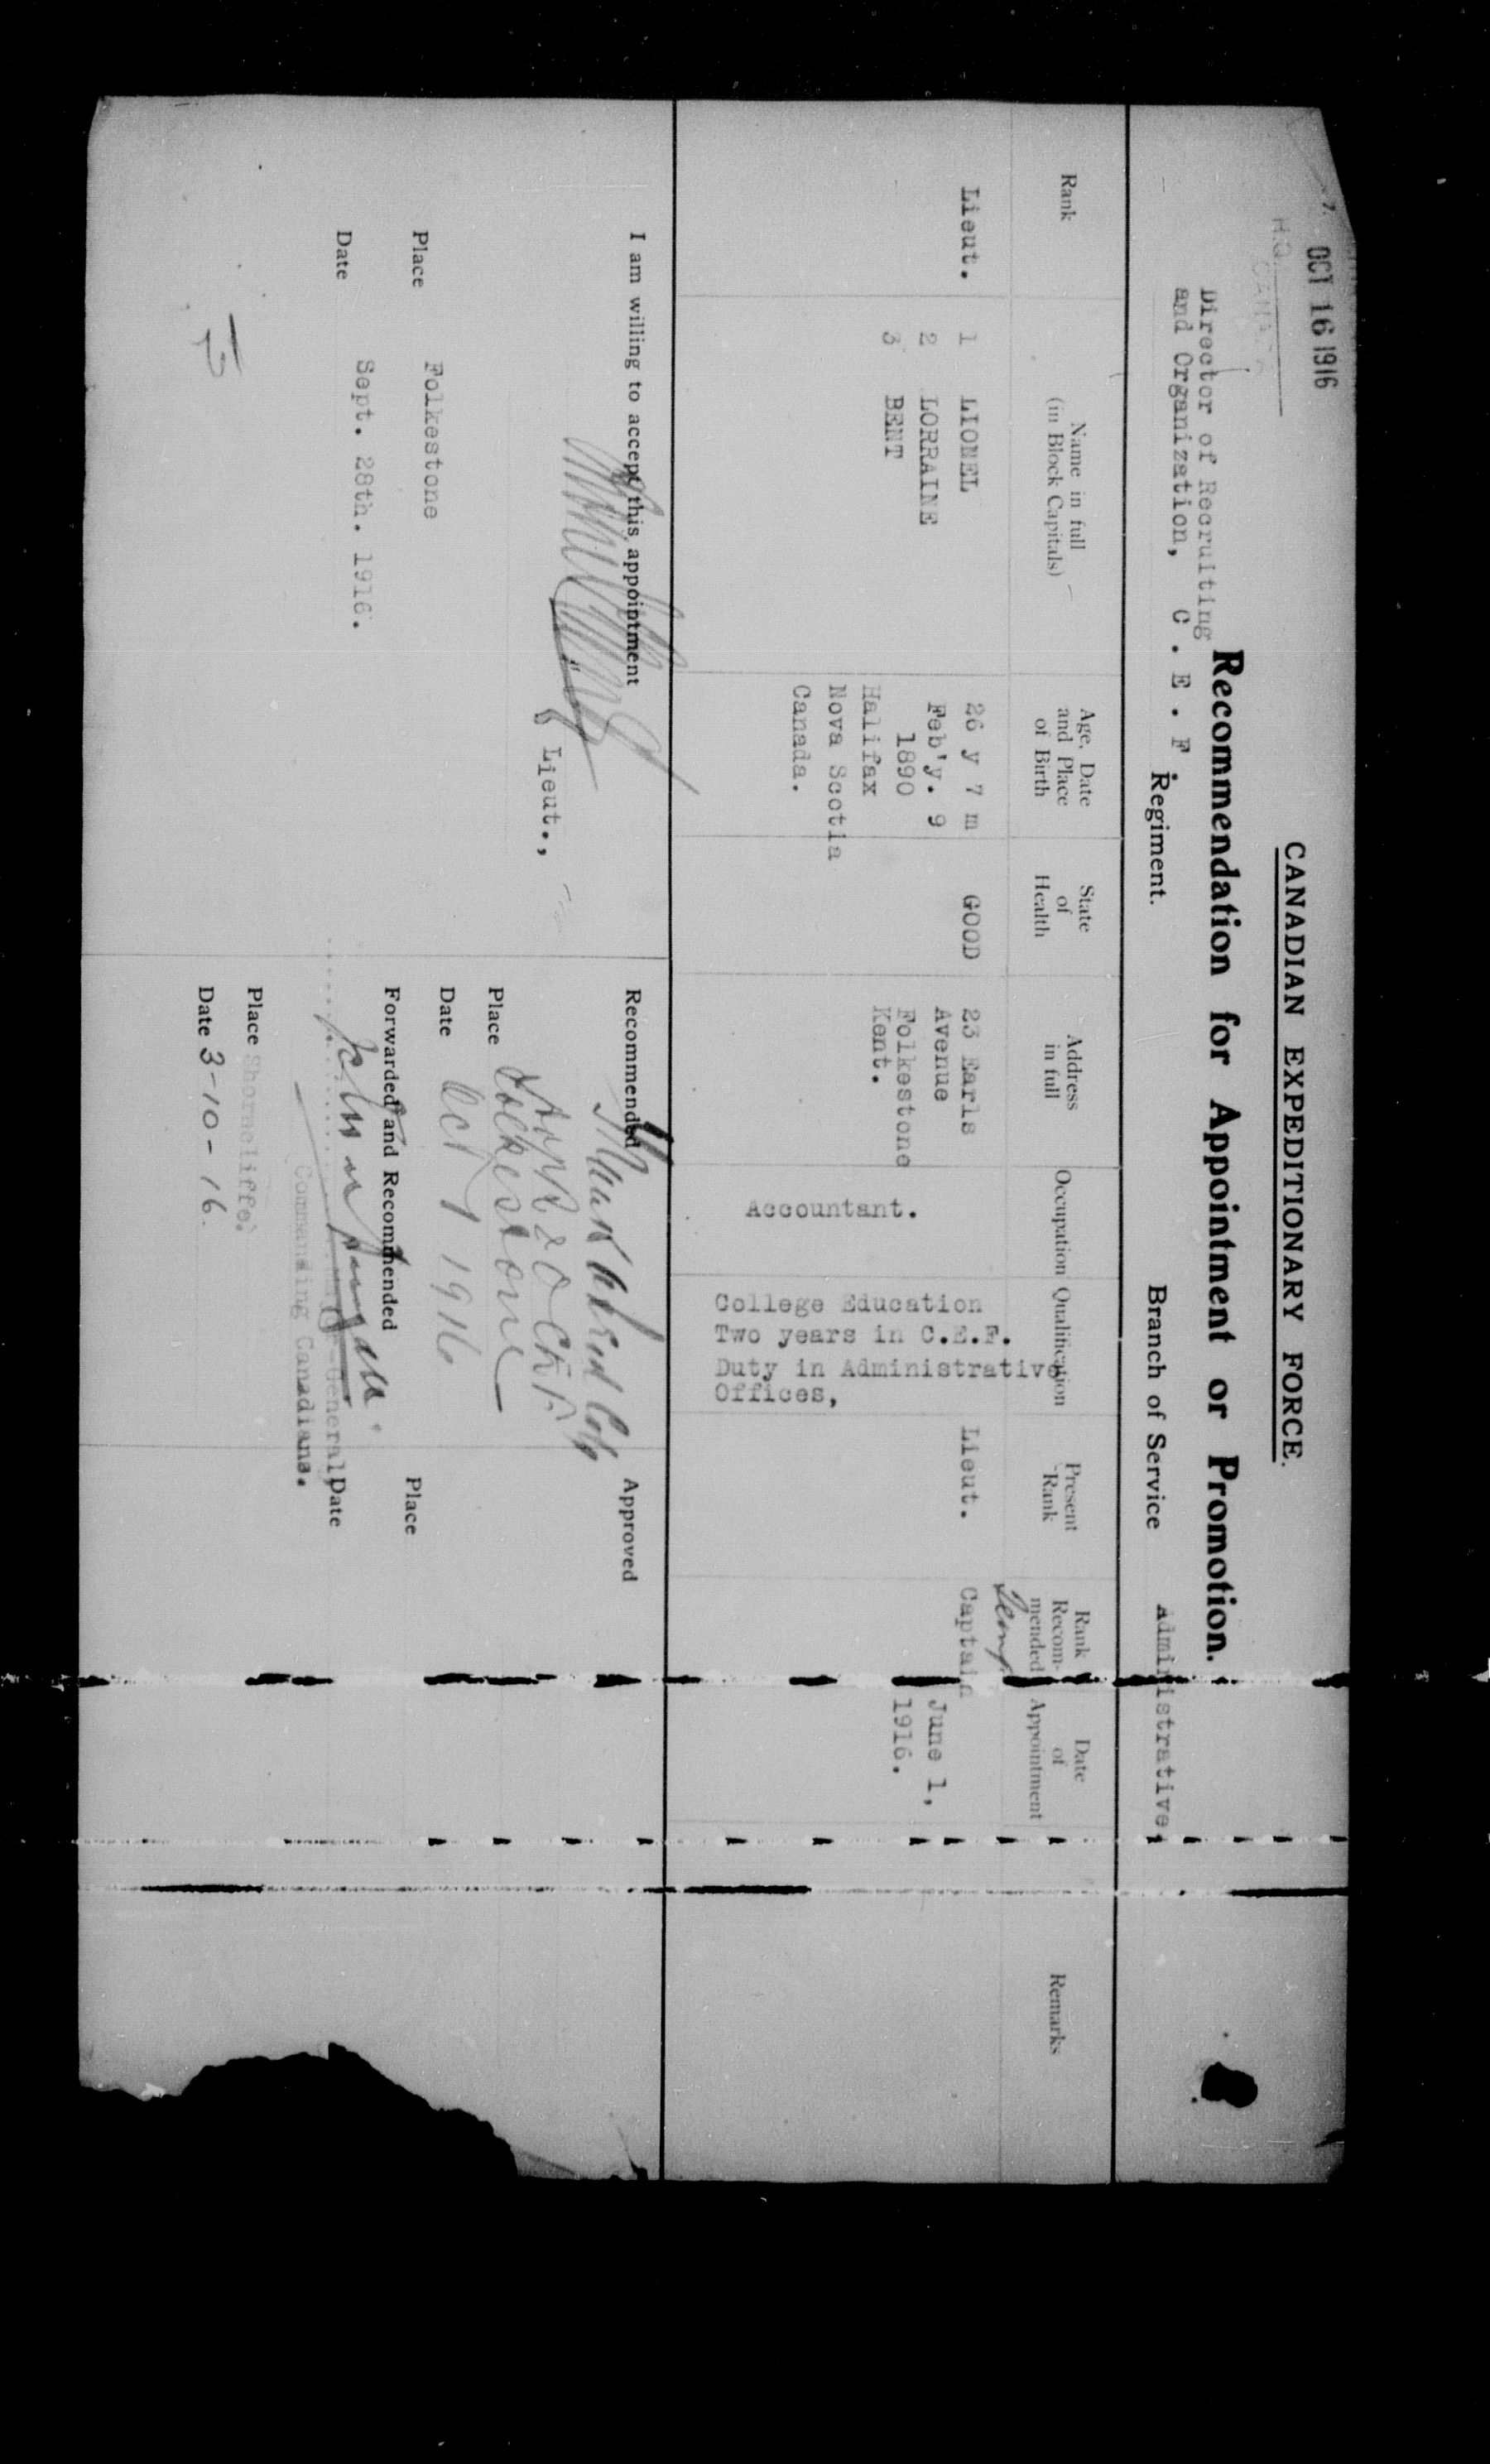 OCT 16 1916
H.Q. CANADA
CANADIAN EXPEDITIONARY FORCE.
Recommendation for Appointment or Promotion.
Director of Recruiting
and Organization, C. E. F. Regiment.
Branch of Service Administrative.
Rank
Name in full
(in Block Capitals)
Age, Date
and Place
of Birth
State
of
Health
Address
in full
Occupation
Qualification
Present
Rank
Rank
Recom-
mended
Date
of
Appointment
Remarks
Lieut.
1 LIONEL
2 LORRAINE
3 BENT
26 y 7 m
Feb'y. 9
1890
Halifax
Nova Scotia
Canada.
GOOD
23 Earls
Avenue
Folkestone
Kent.
Accountant.
College Education
Two years in C.E.F.
Duty in Administrative
Offices,
Lieut.
Temp.
Captain
June 1,
1916.
I am willing to accept this appointment
Lieut.,
Place Folkestone
Date Sept. 28th. 1916.
Recommended
Place Folkestone
Date Oct 1 1916
Forwarded and Recommended
General,
Commanding Canadians.
Place Shorncliffe.
Date 3-10-16.
Approved
Place
Date